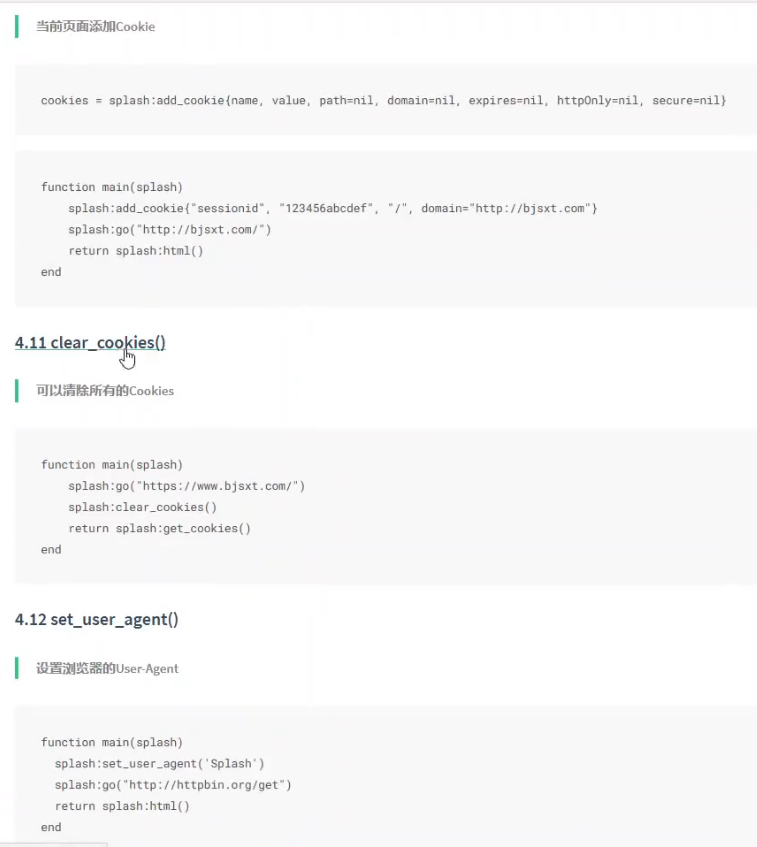 当前页面添加Cookie
cookies = splash:add_cookie{name, value, path=nil, domain=nil, expires=nil, httpOnly=nil, secure=nil}
function main(splash)
    splash:add_cookie{"sessionid", "123456abcdef", "/", domain="http://bjsxt.com"}
    splash:go("http://bjsxt.com/")
    return splash:html()
end
4.11 clear_cookies()
可以清除所有的Cookies
function main(splash)
    splash:go("https://www.bjsxt.com/")
    splash:clear_cookies()
    return splash:get_cookies()
end
4.12 set_user_agent()
设置浏览器的User-Agent
function main(splash)
  splash:set_user_agent('Splash')
  splash:go("http://httpbin.org/get")
  return splash:html()
end